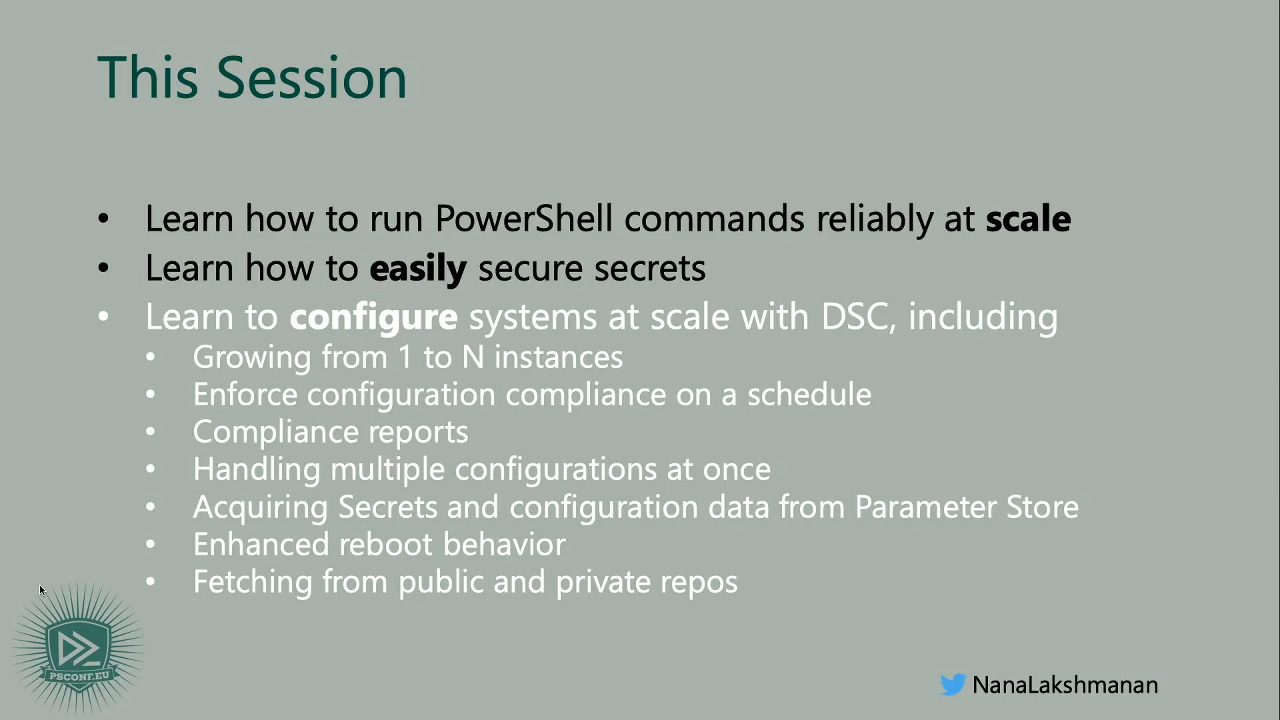 This Session
• Learn how to run PowerShell commands reliably at scale
• Learn how to easily secure secrets
• Learn to configure systems at scale with DSC, including
• Growing from 1 to N instances
• Enforce configuration compliance on a schedule
• Compliance reports
• Handling multiple configurations at once
• Acquiring Secrets and configuration data from Parameter Store
• Enhanced reboot behavior
• Fetching from public and private repos
PSCONF.EU
NanaLakshmanan